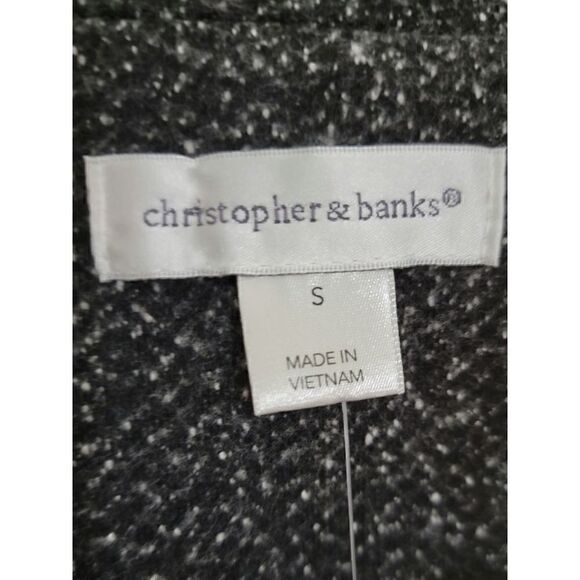 christopher & banks®
S
MADE IN
VIETNAM